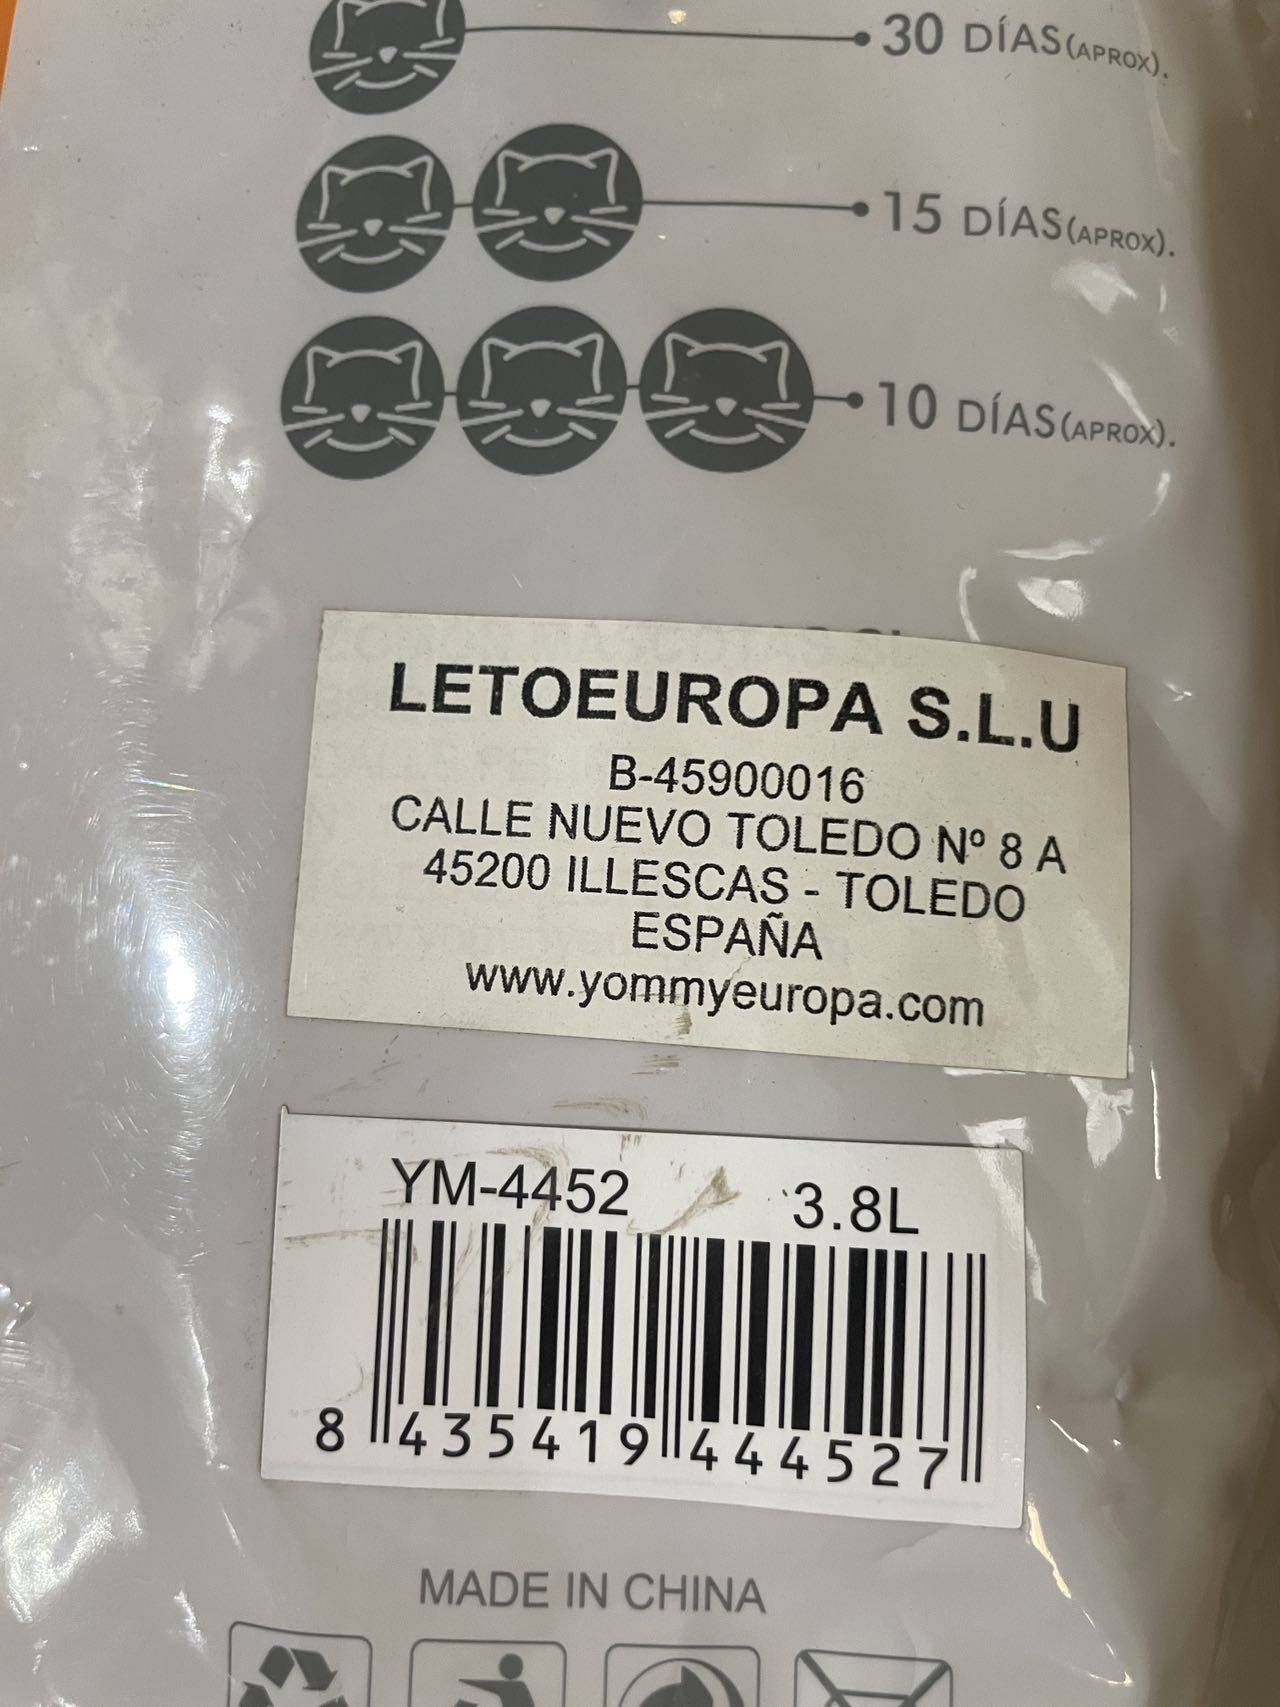 30 DÍAS(APROX).
15 DÍAS(APROX).
10 DÍAS(APROX).
LETOEUROPA S.L.U
B-45900016
CALLE NUEVO TOLEDO Nº 8 A
45200 ILLESCAS - TOLEDO
ESPAÑA
www.yommyeuropa.com
YM-4452 3.8L
8 435419 444527
MADE IN CHINA